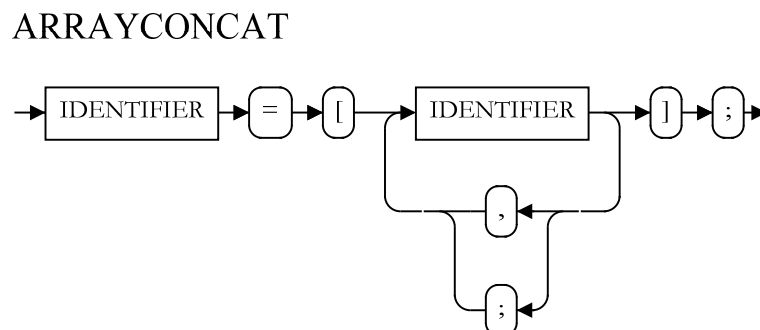 ARRAYCONCAT
IDENTIFIER = [ IDENTIFIER ] ;
,
;